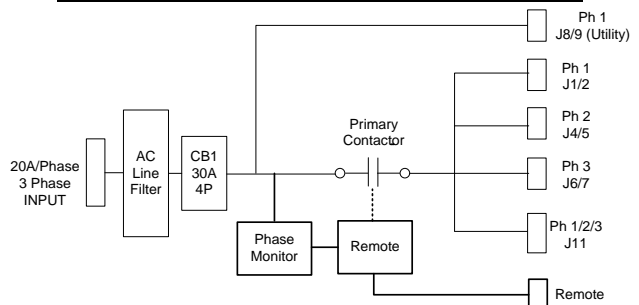 Ph 1
J8/9 (Utility)
Ph 1
J1/2
Primary
Contactor
Ph 2
J4/5
20A/Phase
3 Phase
INPUT
AC
Line
Filter
CB1
30A
4P
Ph 3
J6/7
Phase
Monitor
Remote
Ph 1/2/3
J11
Remote